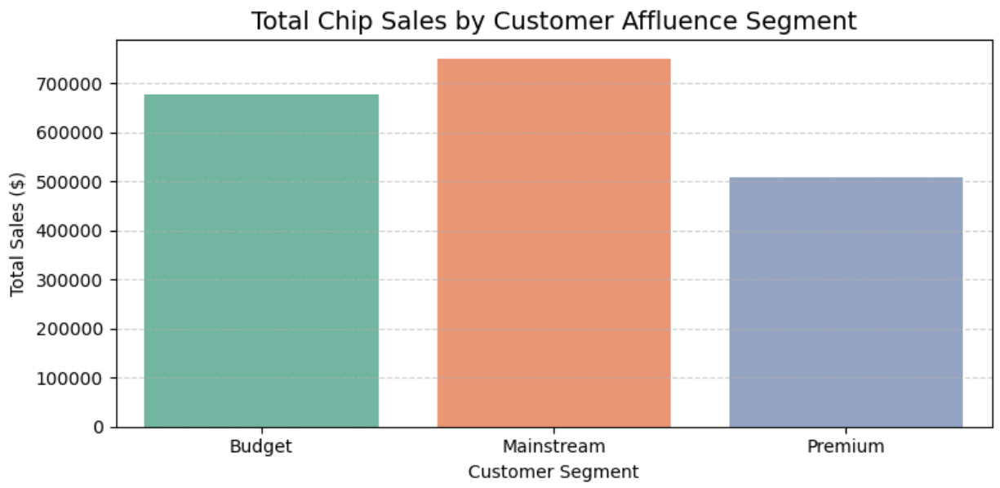 Total Chip Sales by Customer Affluence Segment
Total Sales ($)
700000
600000
500000
400000
300000
200000
100000
0
Budget Mainstream Premium
Customer Segment